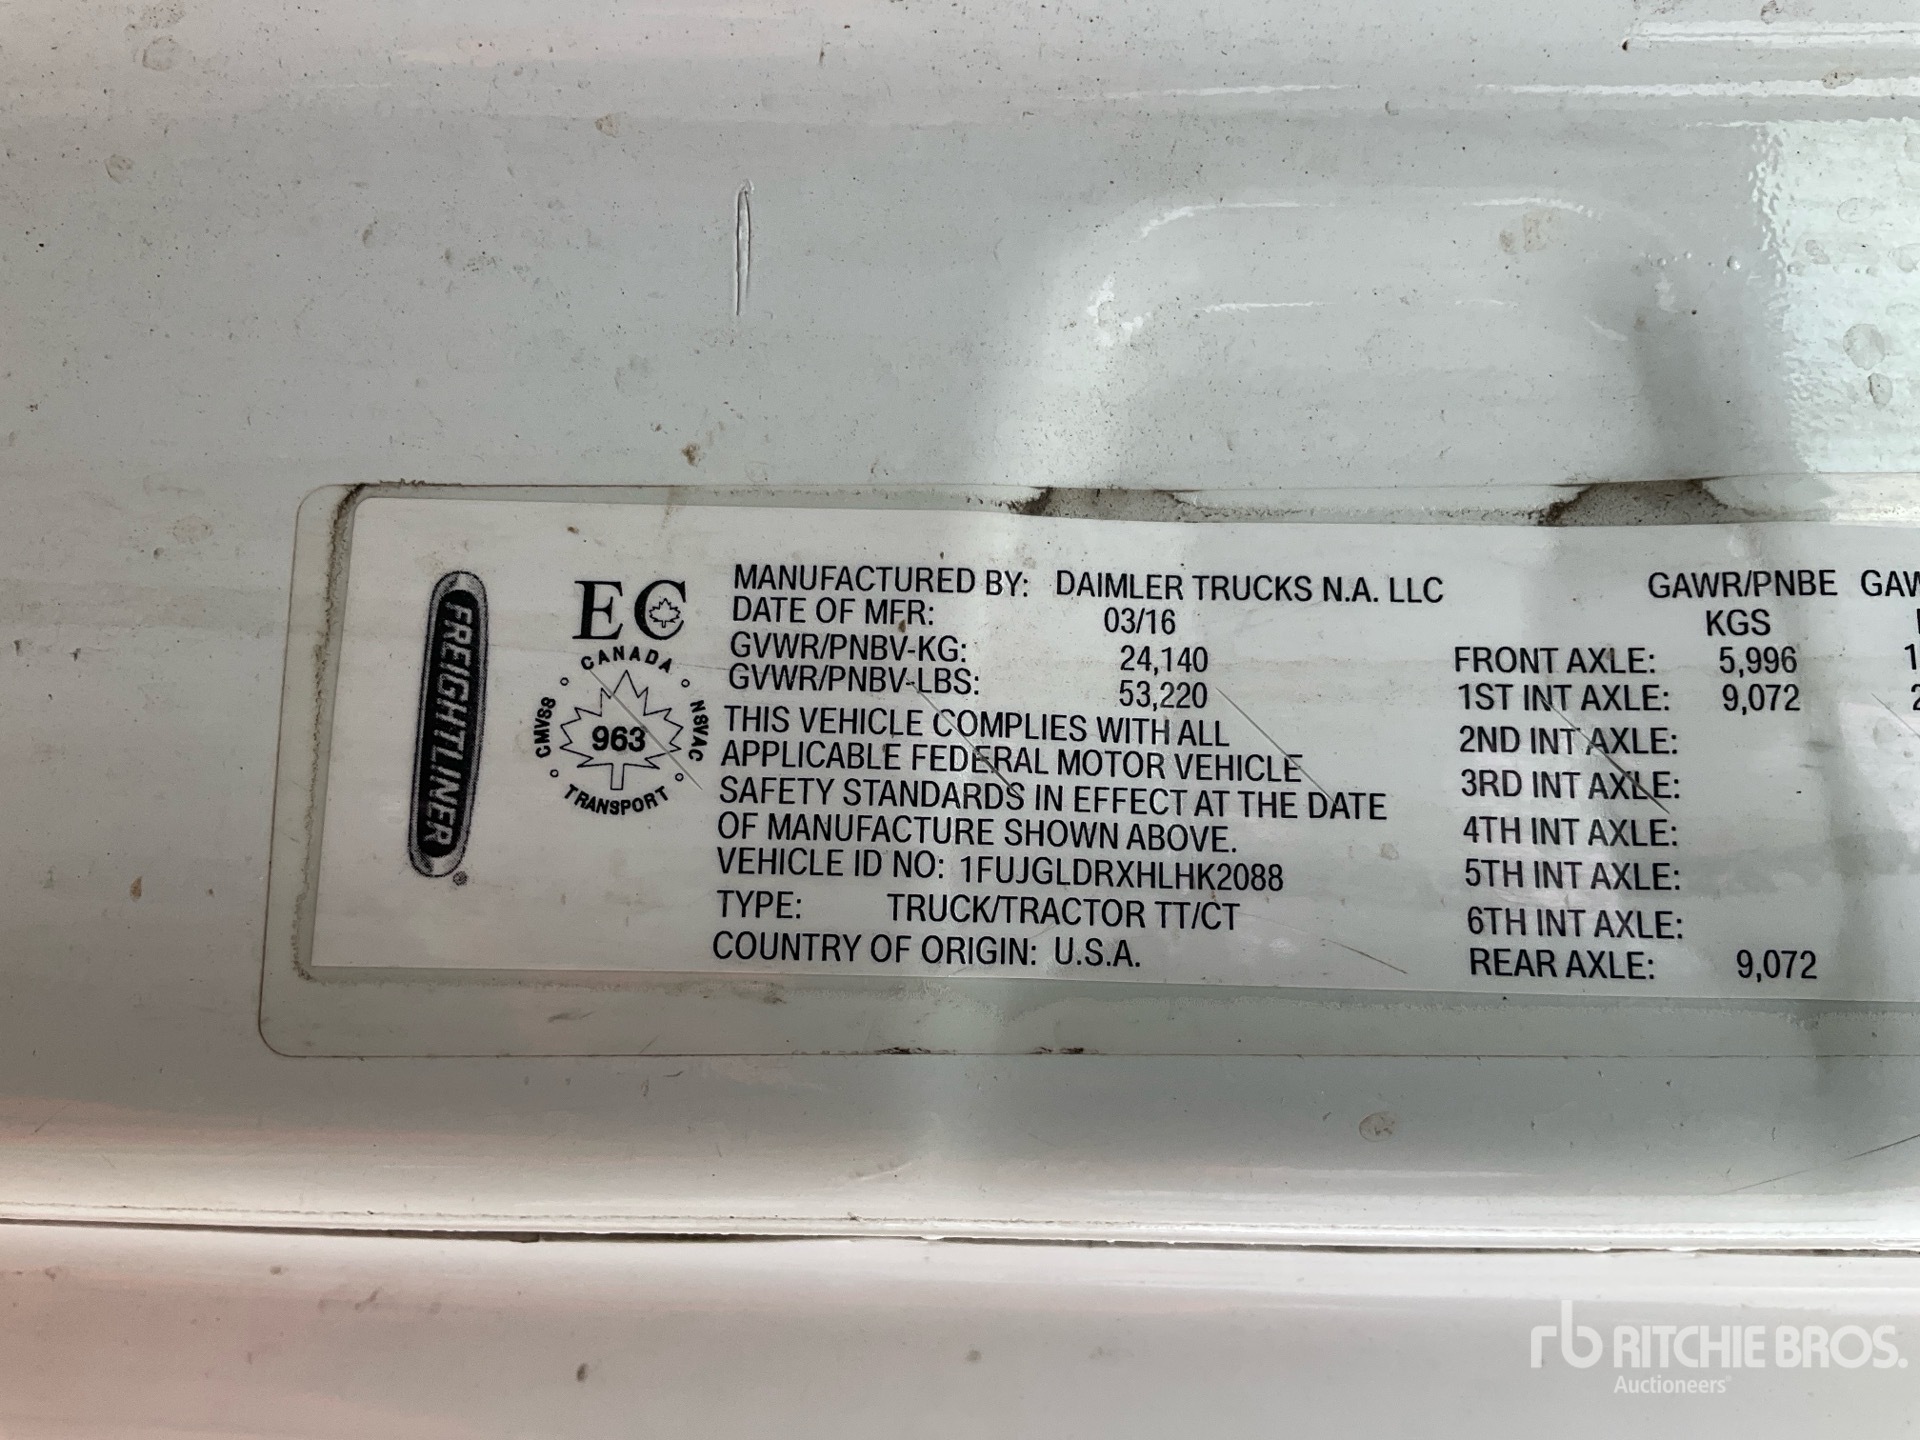 FREIGHTLINER
EC
CANADA
CMVSS
963
NSVAC
TRANSPORT
MANUFACTURED BY: DAIMLER TRUCKS N.A. LLC
DATE OF MFR: 03/16
GVWR/PNBV-KG: 24,140
GVWR/PNBV-LBS: 53,220
THIS VEHICLE COMPLIES WITH ALL
APPLICABLE FEDERAL MOTOR VEHICLE
SAFETY STANDARDS IN EFFECT AT THE DATE
OF MANUFACTURE SHOWN ABOVE.
VEHICLE ID NO: 1FUJGLDRXHLHK2088
TYPE: TRUCK/TRACTOR TT/CT
COUNTRY OF ORIGIN: U.S.A.
GAWR/PNBE
KGS
FRONT AXLE: 5,996
1ST INT AXLE: 9,072
2ND INT AXLE:
3RD INT AXLE:
4TH INT AXLE:
5TH INT AXLE:
6TH INT AXLE:
REAR AXLE: 9,072
rb RITCHIE BROS.
Auctioneers